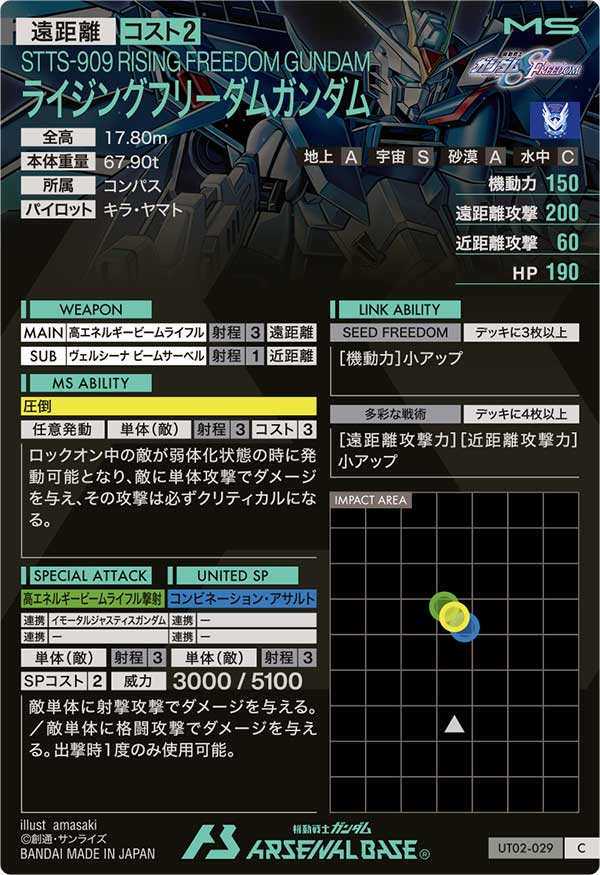 遠距離 コスト2
MS
STTS-909 RISING FREEDOM GUNDAM
ライジングフリーダムガンダム
機動戦士
ガンダムSEED FREEDOM
全高 17.80m
本体重量 67.90t
所属 コンパス
パイロット キラ・ヤマト
地上 A 宇宙 S 砂漠 A 水中 C
機動力 150
遠距離攻撃 200
近距離攻撃 60
HP 190
WEAPON
MAIN 高エネルギービームライフル 射程 3 遠距離
SUB ヴェルシーナ ビームサーベル 射程 1 近距離
MS ABILITY
圧倒
任意発動 単体(敵) 射程 3 コスト 3
ロックオン中の敵が弱体化状態の時に発
動可能となり、敵に単体攻撃でダメージ
を与え、その攻撃は必ずクリティカルにな
る。
LINK ABILITY
SEED FREEDOM デッキに3枚以上
[機動力]小アップ
多彩な戦術 デッキに4枚以上
[遠距離攻撃力][近距離攻撃力]
小アップ
IMPACT AREA
SPECIAL ATTACK UNITED SP
高エネルギービームライフル撃射 コンビネーション・アサルト
連携 イモータルジャスティスガンダム 連携 ー
連携 ー 連携 ー
単体(敵) 射程 3 単体(敵) 射程 3
SPコスト 2 威力 3000 / 5100
敵単体に射撃攻撃でダメージを与える。
/敵単体に格闘攻撃でダメージを与え
る。出撃時1度のみ使用可能。
illust amasaki
©創通・サンライズ
BANDAI MADE IN JAPAN
機動戦士ガンダム
ARSENAL BASE®
UT02-029 C